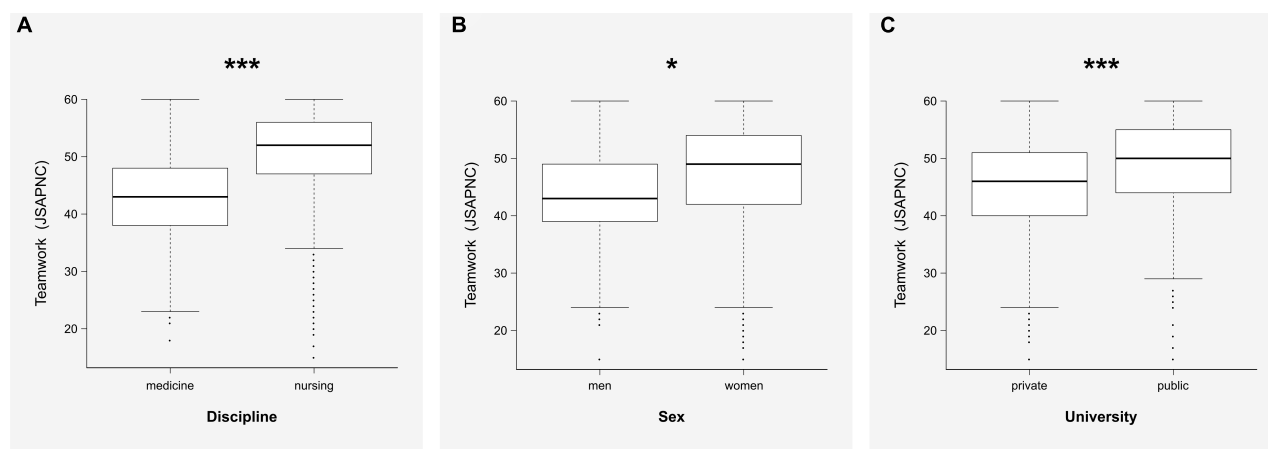 A
***
Teamwork (JSAPNC)
60
50
40
30
20
medicine
nursing
Discipline
B
*
Teamwork (JSAPNC)
60
50
40
30
20
men
women
Sex
C
***
Teamwork (JSAPNC)
60
50
40
30
20
private
public
University